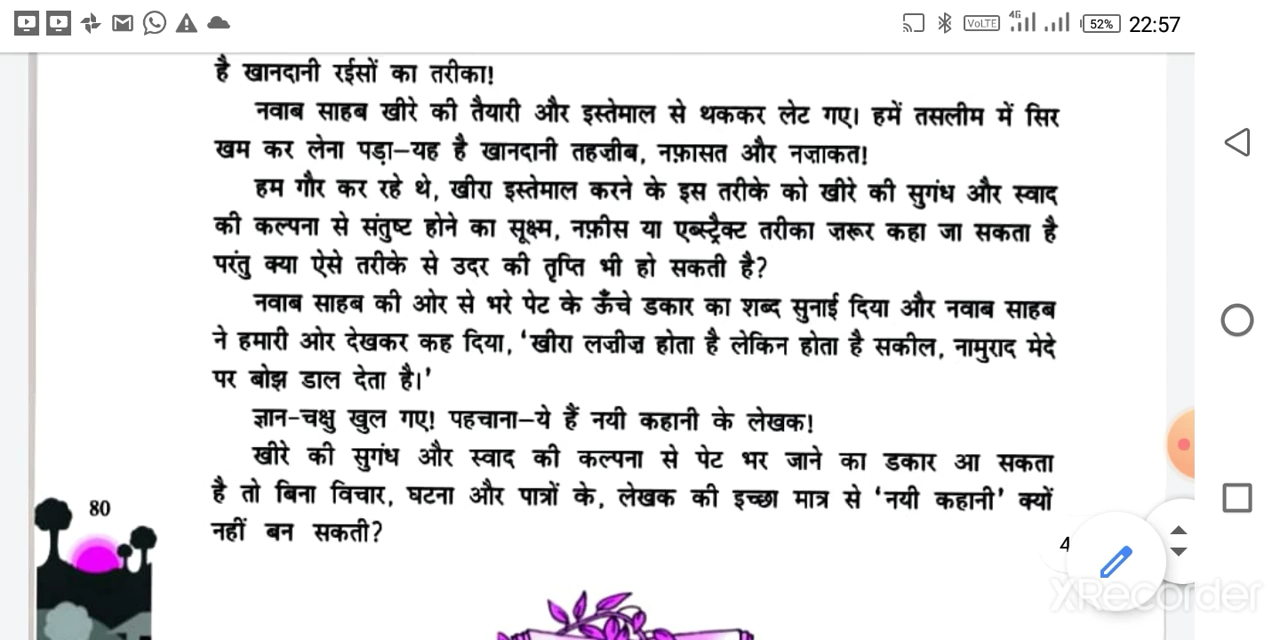 VoLTE 4G 52% 22:57
है खानदानी रईसों का तरीका!
नवाब साहब खीरे की तैयारी और इस्तेमाल से थककर लेट गए। हमें तसलीम में सिर
खम कर लेना पड़ा—यह है खानदानी तहज़ीब, नफ़ासत और नज़ाकत!
हम गौर कर रहे थे, खीरा इस्तेमाल करने के इस तरीके को खीरे की सुगंध और स्वाद
की कल्पना से संतुष्ट होने का सूक्ष्म, नफ़ीस या एब्स्ट्रैक्ट तरीका ज़रूर कहा जा सकता है
परंतु क्या ऐसे तरीके से उदर की तृप्ति भी हो सकती है?
नवाब साहब की ओर से भरे पेट के ऊँचे डकार का शब्द सुनाई दिया और नवाब साहब
ने हमारी ओर देखकर कह दिया, ‘खीरा लज़ीज़ होता है लेकिन होता है सकील, नामुराद मेदे
पर बोझ डाल देता है।’
ज्ञान-चक्षु खुल गए! पहचाना—ये हैं नयी कहानी के लेखक!
खीरे की सुगंध और स्वाद की कल्पना से पेट भर जाने का डकार आ सकता
है तो बिना विचार, घटना और पात्रों के, लेखक की इच्छा मात्र से ‘नयी कहानी’ क्यों
नहीं बन सकती?
80
4
XRecorder